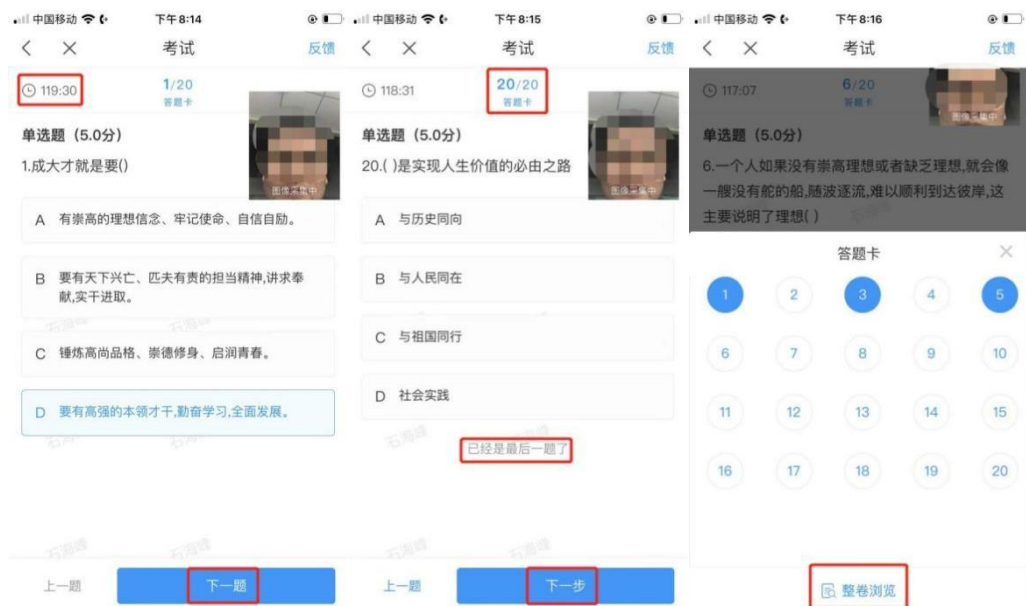 中国移动
下午8:14
考试
反馈
119:30
1/20
答题卡
图像采集中
单选题（5.0分）
1.成大才就是要()
A 有崇高的理想信念、牢记使命、自信自励。
B 要有天下兴亡、匹夫有责的担当精神,讲求奉
献,实干进取。
C 锤炼高尚品格、崇德修身、启润青春。
D 要有高强的本领才干,勤奋学习,全面发展。
上一题
下一题
中国移动
下午8:15
考试
反馈
118:31
20/20
答题卡
图像采集中
单选题（5.0分）
20.( )是实现人生价值的必由之路
A 与历史同向
B 与人民同在
C 与祖国同行
D 社会实践
已经是最后一题了
上一题
下一步
中国移动
下午8:16
考试
反馈
117:07
6/20
答题卡
图像采集中
单选题（5.0分）
6.一个人如果没有崇高理想或者缺乏理想,就会像
一艘没有舵的船,随波逐流,难以顺利到达彼岸,这
主要说明了理想( )
答题卡
1 2 3 4 5
6 7 8 9 10
11 12 13 14 15
16 17 18 19 20
整卷浏览